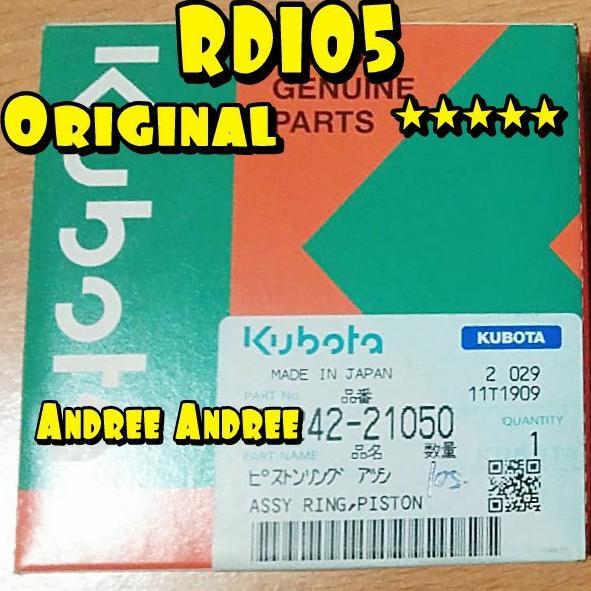 RDI05
GENUINE
Original ★★★★★
PARTS
Kubota
Kubota
KUBOTA
MADE IN JAPAN 2 029
PART No. 品番 11T1909
Andree Andree
42-21050 QUANTITY
PART NAME 品名 数量 1
ピストンリング アッシ 105.
ASSY RING,PISTON